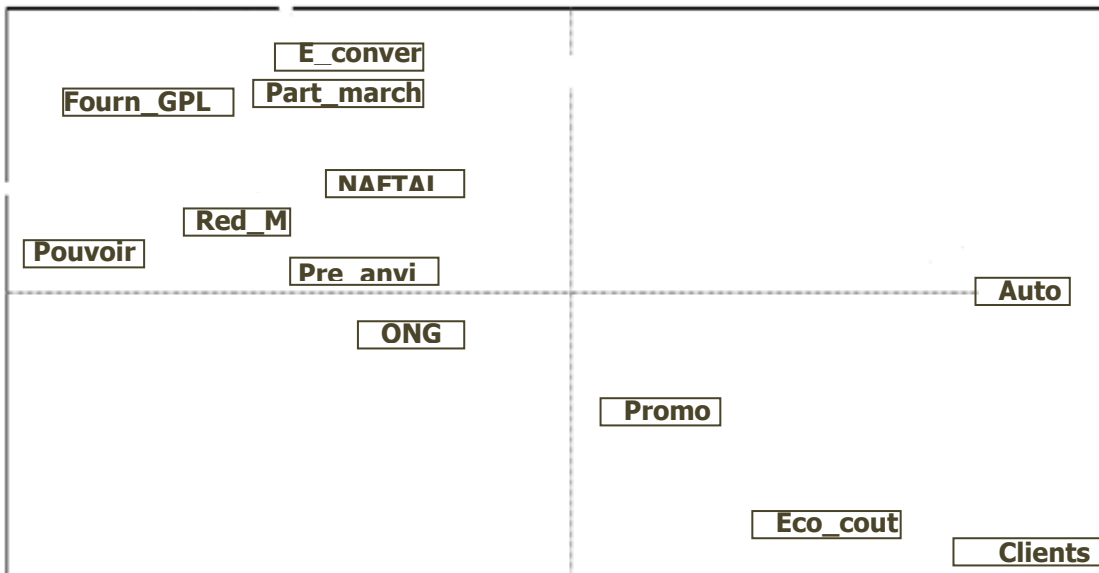 E_conver
Part_march
Fourn_GPL
NAFTAL
Red_M
Pouvoir
Pre_anvi
Auto
ONG
Promo
Eco_cout
Clients